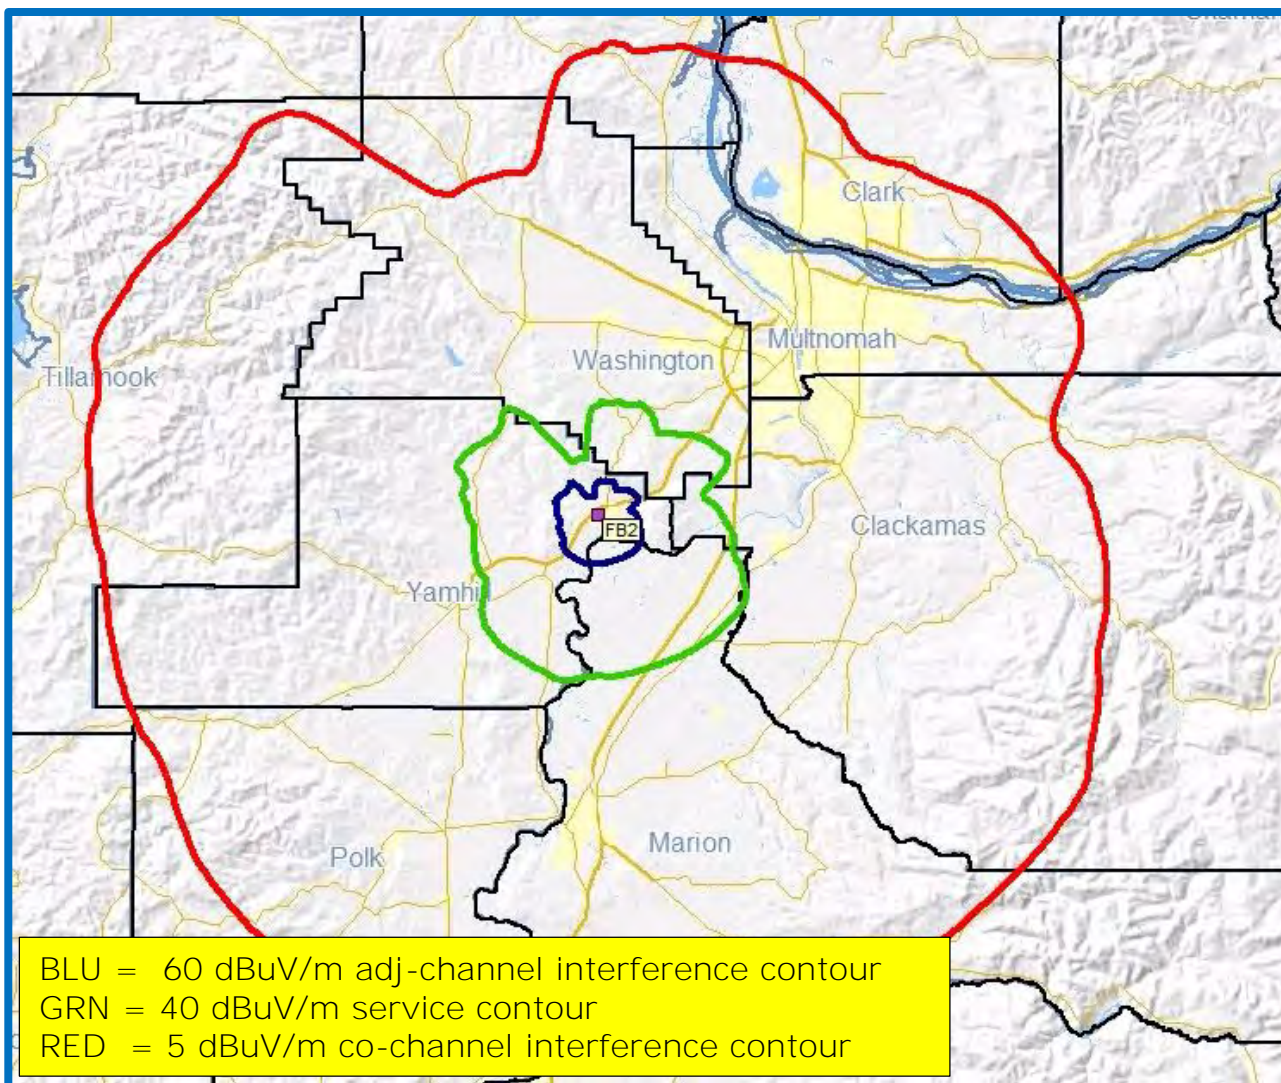 Clark
Multnomah
Washington
Tillamook
Clackamas
FB2
Yamhill
Marion
Polk
BLU = 60 dBuV/m adj-channel interference contour
GRN = 40 dBuV/m service contour
RED = 5 dBuV/m co-channel interference contour